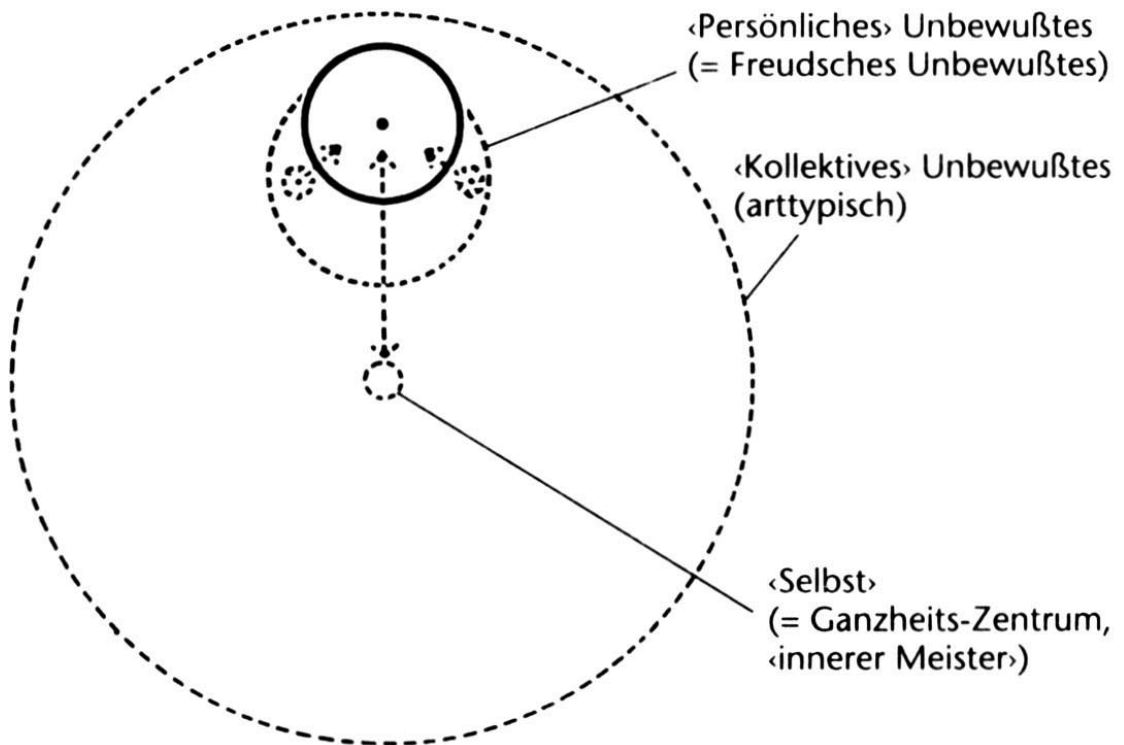 ‹Persönliches› Unbewußtes
(= Freudsches Unbewußtes)
‹Kollektives› Unbewußtes
(arttypisch)
‹Selbst›
(= Ganzheits-Zentrum,
‹innerer Meister›)